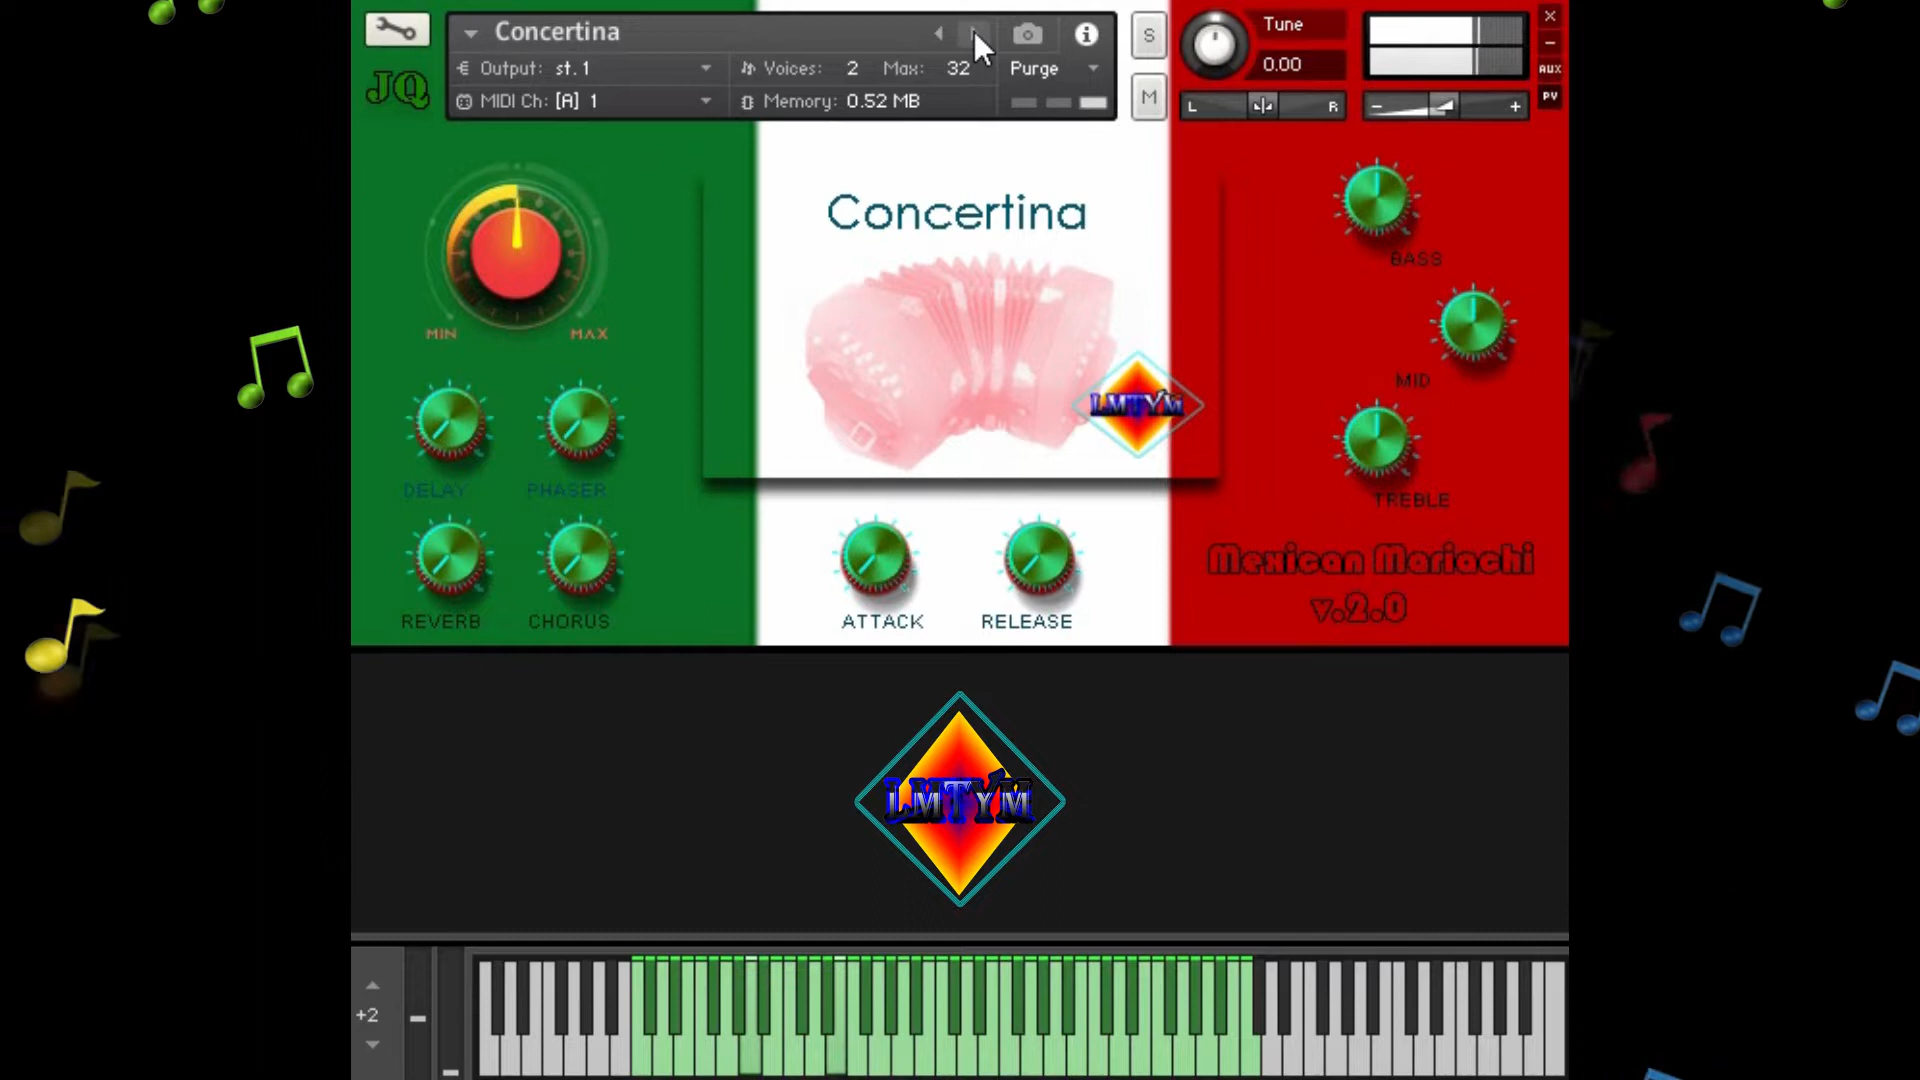 Concertina
S
Tune
X
Output: st.1
Voices: 2 Max: 32
Purge
0.00
AUX
JQ
MIDI Ch: [A] 1
Memory: 0.52 MB
M
L
R
- +
PV
Concertina
BASS
MIN
MAX
MID
LMTYM
DELAY
PHASER
TREBLE
Mexican Mariachi
v.2.0
REVERB
CHORUS
ATTACK
RELEASE
LMTYM
+2